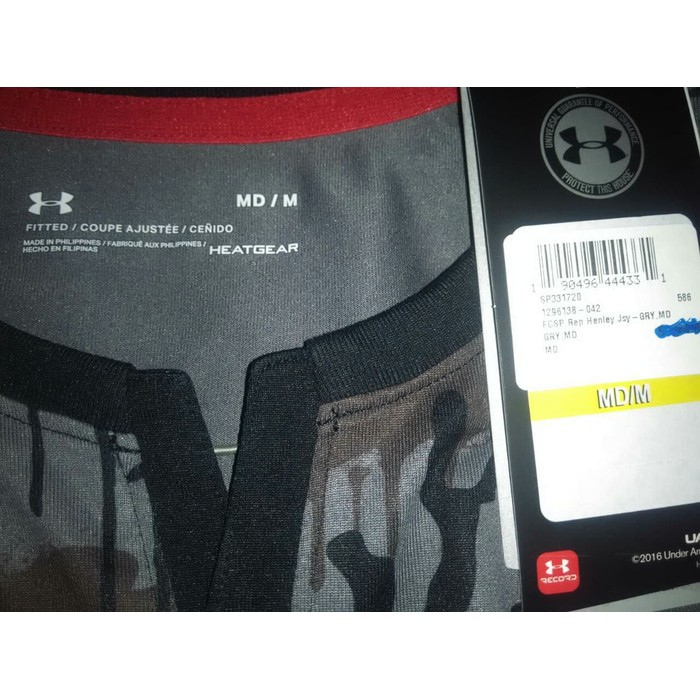 MD / M
FITTED / COUPE AJUSTÉE / CEÑIDO
MADE IN PHILIPPINES / FABRIQUÉ AUX PHILIPPINES /
HECHO EN FILIPINAS
HEATGEAR
UNIVERSAL GUARANTEE OF PERFORMANCE
PROTECT THIS HOUSE
1 90496 44433 1
SP331720 586
1296138-042
FCSP Rep Henley Jsy-GRY,MD
GRY,MD
MD
MD/M
UA
©2016 Under Ar
RECORD